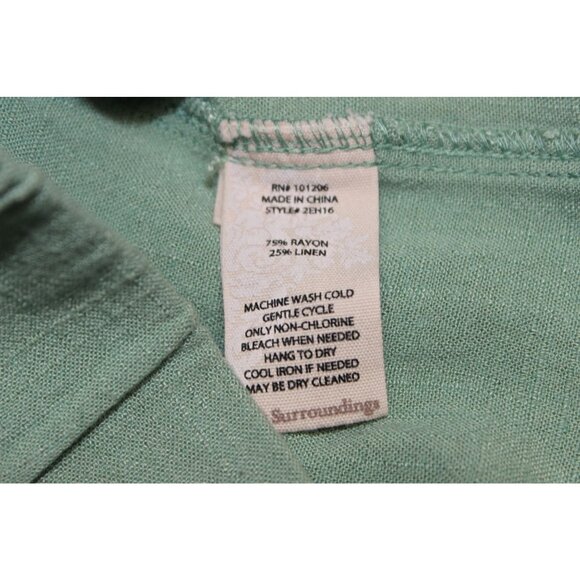 RN# 101206
MADE IN CHINA
STYLE# 2EH16
75% RAYON
25% LINEN
MACHINE WASH COLD
GENTLE CYCLE
ONLY NON-CHLORINE
BLEACH WHEN NEEDED
HANG TO DRY
COOL IRON IF NEEDED
MAY BE DRY CLEANED
Surroundings